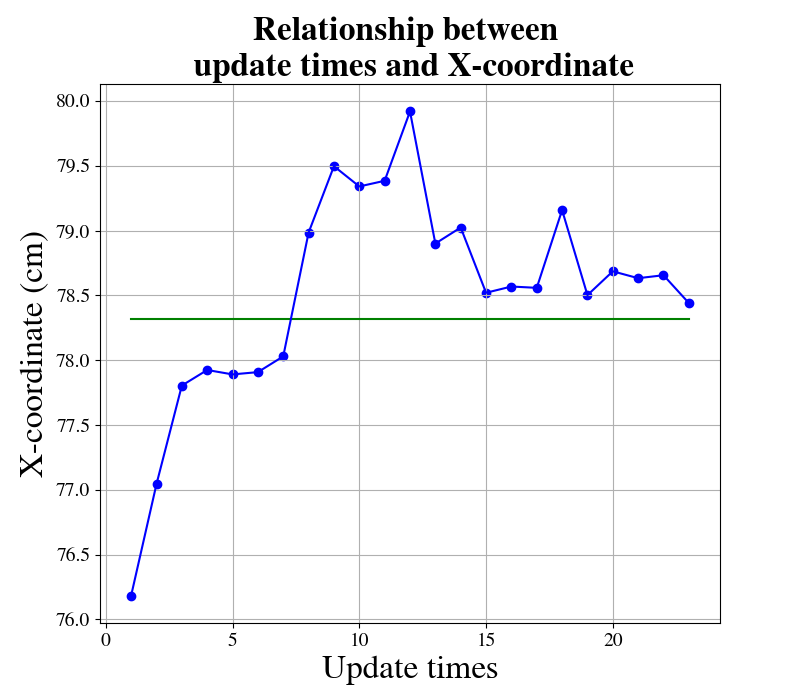 Relationship between
update times and X-coordinate
80.0
79.5
79.0
78.5
78.0
77.5
77.0
76.5
76.0
X-coordinate (cm)
0 5 10 15 20
Update times